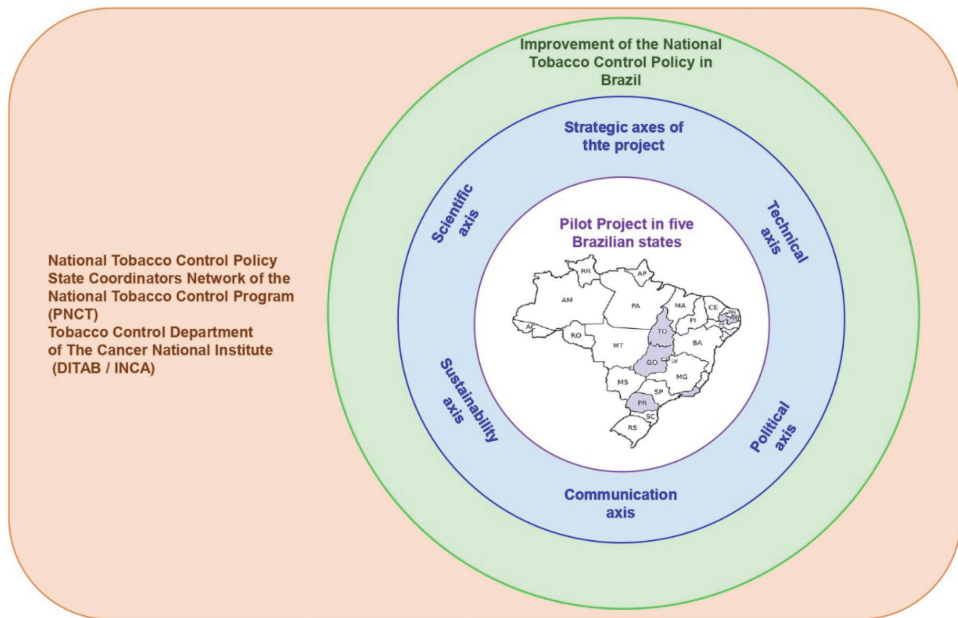 Improvement of the National
Tobacco Control Policy in
Brazil
Strategic axes of
thte project
Scientific
axis
Technical
axis
Pilot Project in five
Brazilian states
National Tobacco Control Policy
State Coordinators Network of the
National Tobacco Control Program
(PNCT)
Tobacco Control Department
of The Cancer National Institute
(DITAB / INCA)
RR
AP
AM
PA
MA
CE
PI
AC
RO
TO
MT
BA
GO
DF
MG
MS
SP
PR
SC
RS
Sustainability
axis
Political
axis
Communication
axis